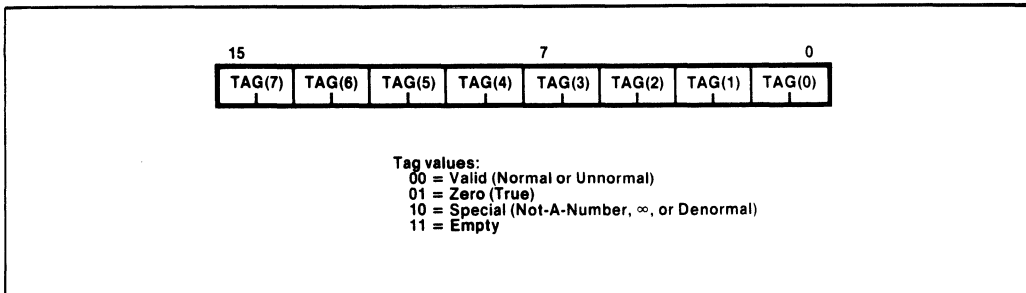 15 7 0
TAG(7) TAG(6) TAG(5) TAG(4) TAG(3) TAG(2) TAG(1) TAG(0)
Tag values:
00 = Valid (Normal or Unnormal)
01 = Zero (True)
10 = Special (Not-A-Number, ∞, or Denormal)
11 = Empty